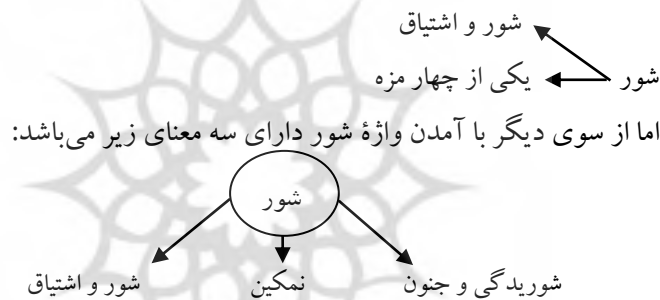 شور و اشتیاق
شور یکی از چهار مزه
اما از سوی دیگر با آمدن واژۀ شور دارای سه معنای زیر می‌باشد:
شور
شوریدگی و جنون نمکین شور و اشتیاق